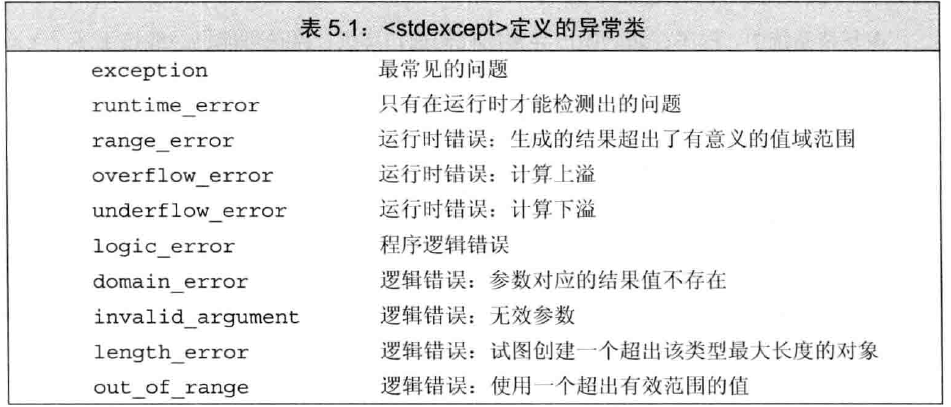 表 5.1：<stdexcept>定义的异常类
exception 最常见的问题
runtime_error 只有在运行时才能检测出的问题
range_error 运行时错误：生成的结果超出了有意义的值域范围
overflow_error 运行时错误：计算上溢
underflow_error 运行时错误：计算下溢
logic_error 程序逻辑错误
domain_error 逻辑错误：参数对应的结果值不存在
invalid_argument 逻辑错误：无效参数
length_error 逻辑错误：试图创建一个超出该类型最大长度的对象
out_of_range 逻辑错误：使用一个超出有效范围的值